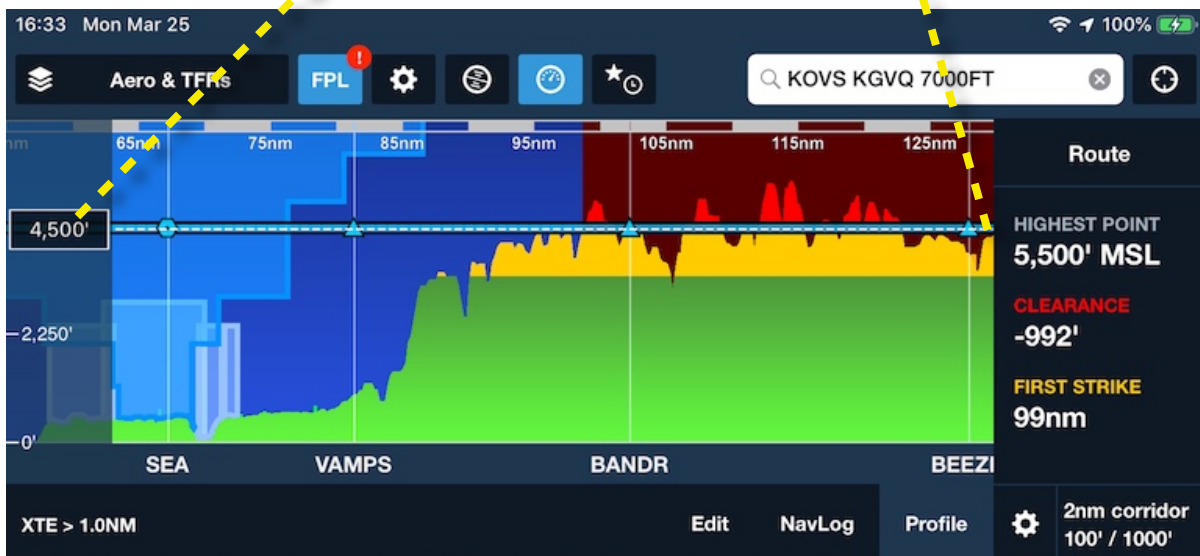 16:33 Mon Mar 25
100%
Aero & TFRs
FPL
!
KOVS KGVQ 7000FT
65nm 75nm 85nm 95nm 105nm 115nm 125nm
4,500'
2,250'
0'
SEA VAMPS BANDR
Route
HIGHEST POINT
5,500' MSL
CLEARANCE
-992'
FIRST STRIKE
99nm
XTE > 1.0NM
Edit NavLog Profile
2nm corridor
100' / 1000'